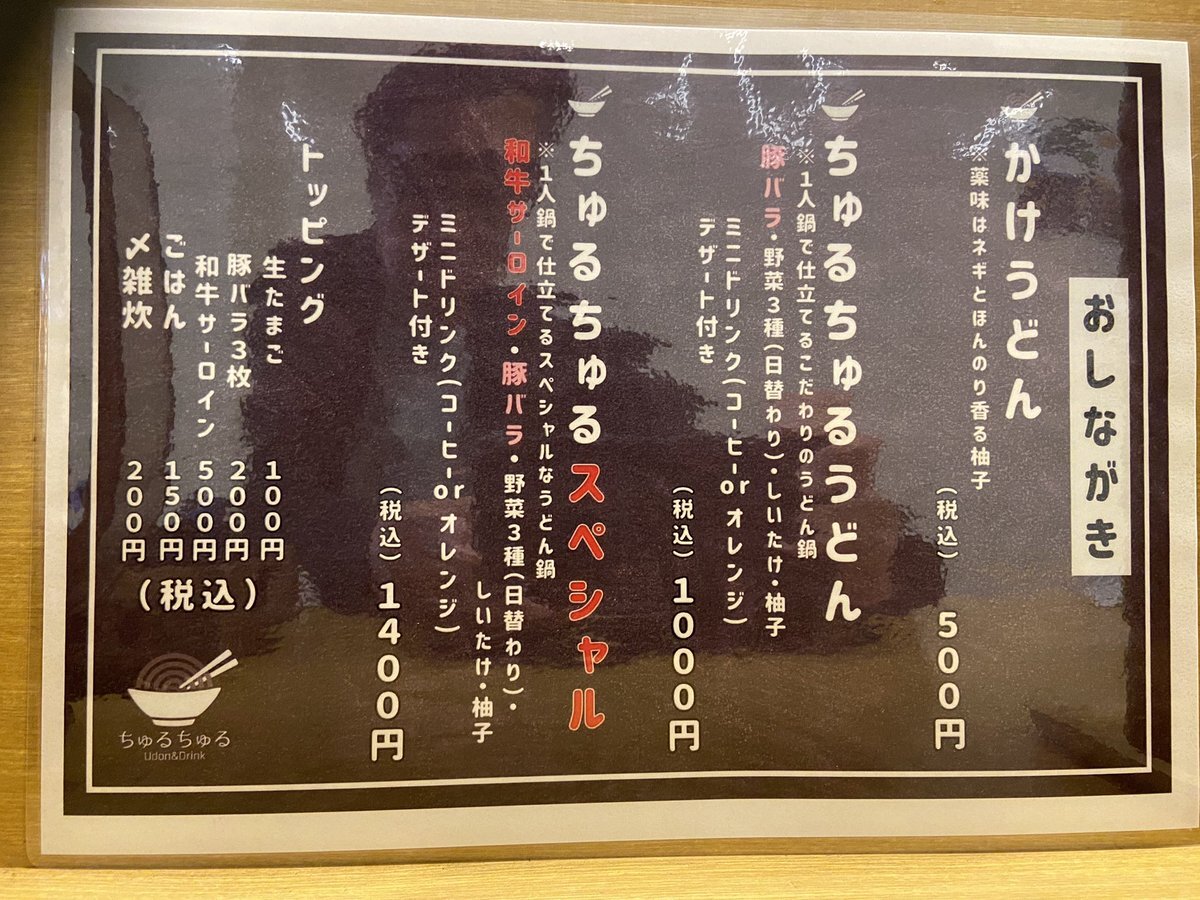 おしながき
かけうどん
※薬味はネギとほんのり香る柚子
(税込) 500円
ちゅるちゅるうどん
※1人鍋で仕立てるこだわりのうどん鍋
豚バラ・野菜3種(日替わり)・しいたけ・柚子
ミニドリンク(コーヒーor オレンジ)
デザート付き
(税込) 1000円
ちゅるちゅるスペシャル
※1人鍋で仕立てるスペシャルなうどん鍋
和牛サーロイン・豚バラ・野菜3種(日替わり)・
しいたけ・柚子
ミニドリンク(コーヒーor オレンジ)
デザート付き
(税込) 1400円
トッピング
生たまご 100円
豚バラ3枚 200円
和牛サーロイン 500円
ごはん 150円
〆雑炊 200円
(税込)
ちゅるちゅる
Udon&Drink